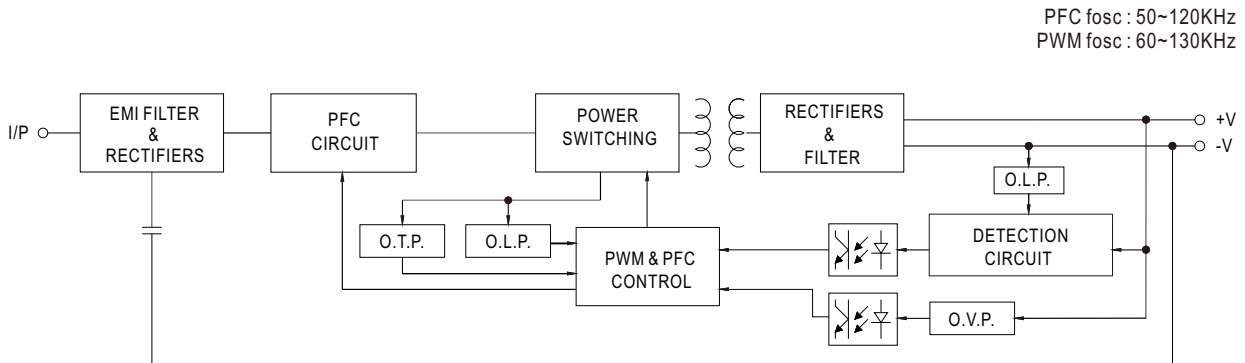 PFC fosc : 50~120KHz
PWM fosc : 60~130KHz
I/P
EMI FILTER
&
RECTIFIERS
PFC
CIRCUIT
POWER
SWITCHING
RECTIFIERS
&
FILTER
+V
-V
O.L.P.
O.T.P.
O.L.P.
PWM & PFC
CONTROL
DETECTION
CIRCUIT
O.V.P.